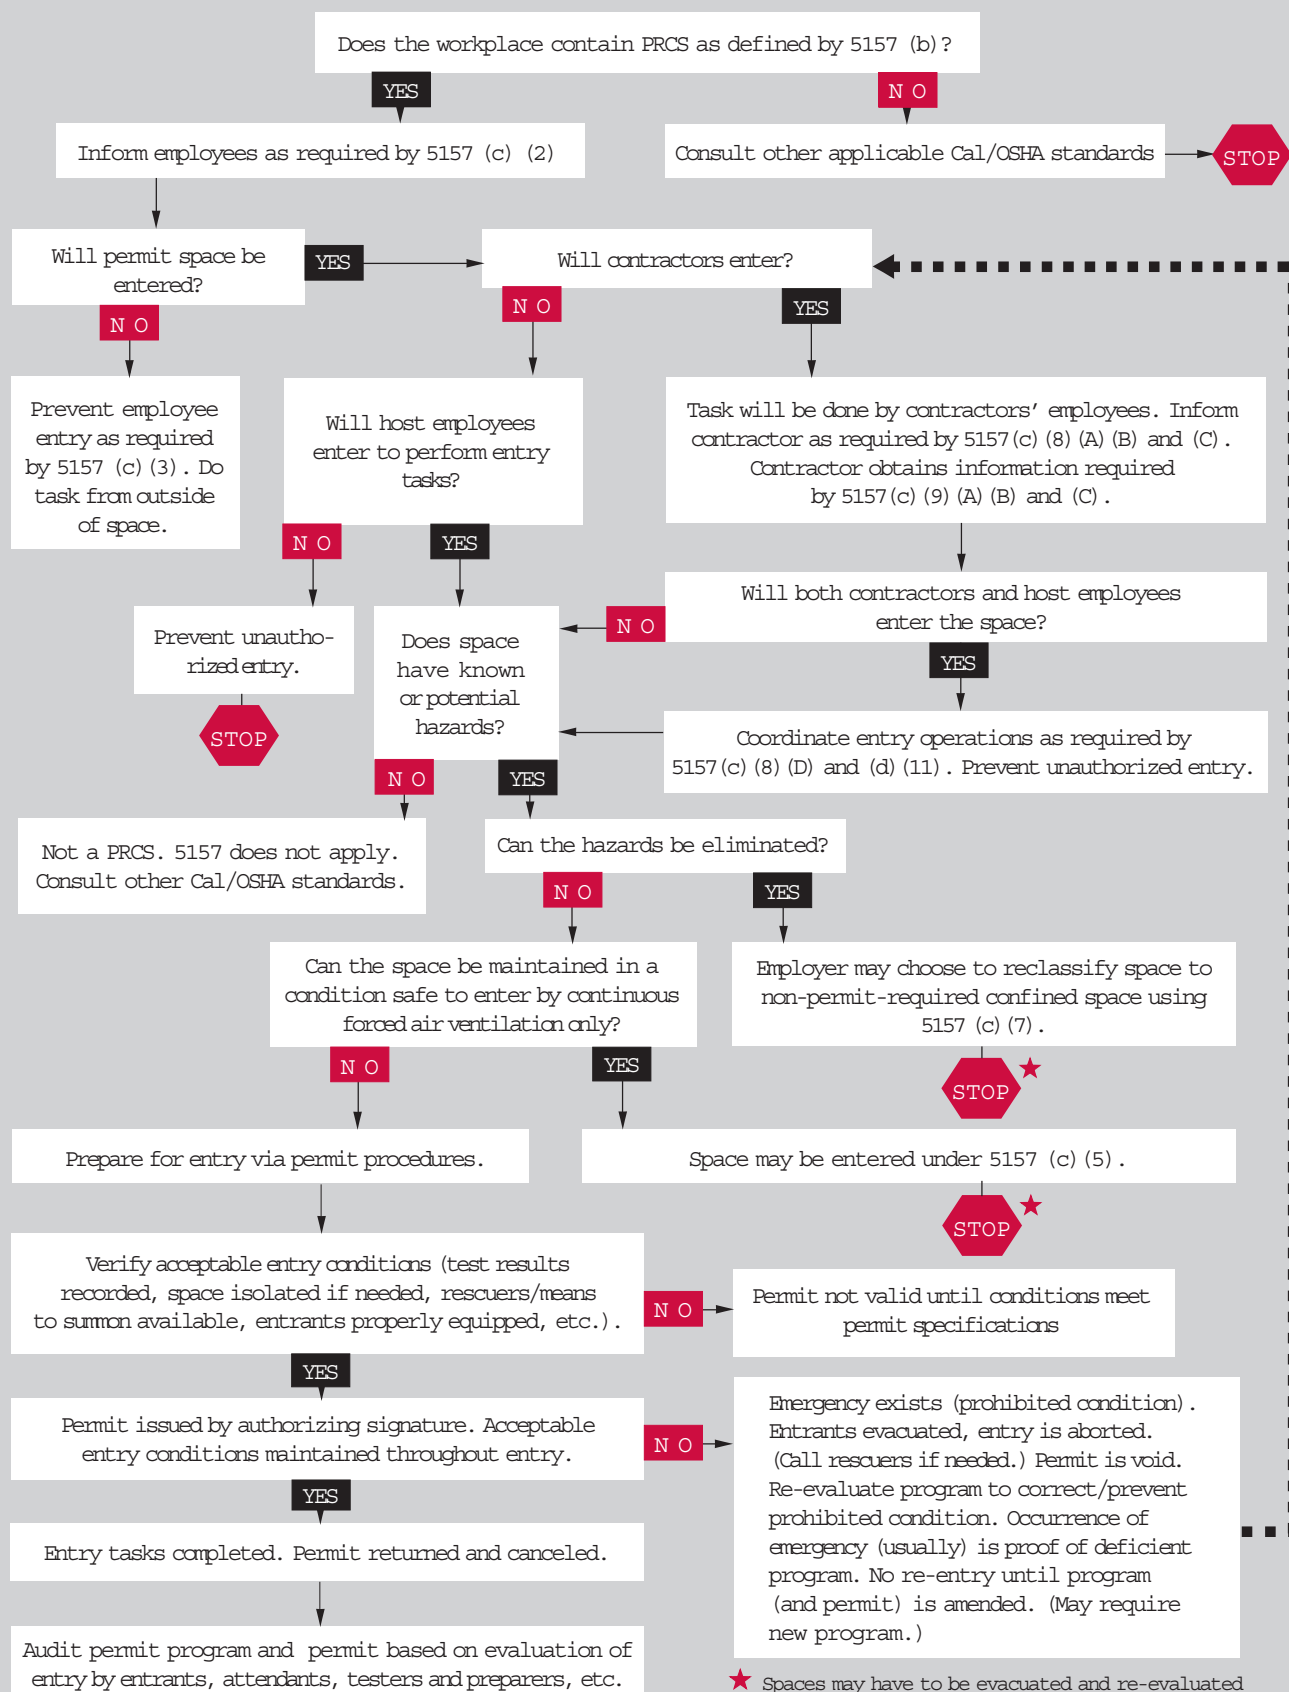 Does the workplace contain PRCS as defined by 5157 (b)?
YES
NO
Inform employees as required by 5157 (c) (2)
Consult other applicable Cal/OSHA standards
STOP
Will permit space be
entered?
YES
Will contractors enter?
NO
NO
YES
Prevent employee
entry as required
by 5157 (c)(3). Do
task from outside
of space.
Will host employees
enter to perform entry
tasks?
Task will be done by contractors' employees. Inform
contractor as required by 5157(c)(8)(A)(B) and (C).
Contractor obtains information required
by 5157(c)(9)(A)(B) and (C).
NO
YES
Will both contractors and host employees
enter the space?
NO
YES
Prevent unautho-
rized entry.
STOP
Does space
have known
or potential
hazards?
Coordinate entry operations as required by
5157(c)(8)(D) and (d)(11). Prevent unauthorized entry.
NO
YES
Not a PRCS. 5157 does not apply.
Consult other Cal/OSHA standards.
Can the hazards be eliminated?
NO
YES
Can the space be maintained in a
condition safe to enter by continuous
forced air ventilation only?
Employer may choose to reclassify space to
non-permit-required confined space using
5157 (c)(7).
STOP
NO
YES
Prepare for entry via permit procedures.
Space may be entered under 5157 (c)(5).
STOP
Verify acceptable entry conditions (test results
recorded, space isolated if needed, rescuers/means
to summon available, entrants properly equipped, etc.).
NO
Permit not valid until conditions meet
permit specifications
YES
Permit issued by authorizing signature. Acceptable
entry conditions maintained throughout entry.
NO
Emergency exists (prohibited condition).
Entrants evacuated, entry is aborted.
(Call rescuers if needed.) Permit is void.
Re-evaluate program to correct/prevent
prohibited condition. Occurrence of
emergency (usually) is proof of deficient
program. No re-entry until program
(and permit) is amended. (May require
new program.)
YES
Entry tasks completed. Permit returned and canceled.
Audit permit program and permit based on evaluation of
entry by entrants, attendants, testers and preparers, etc.
★ Spaces may have to be evacuated and re-evaluated